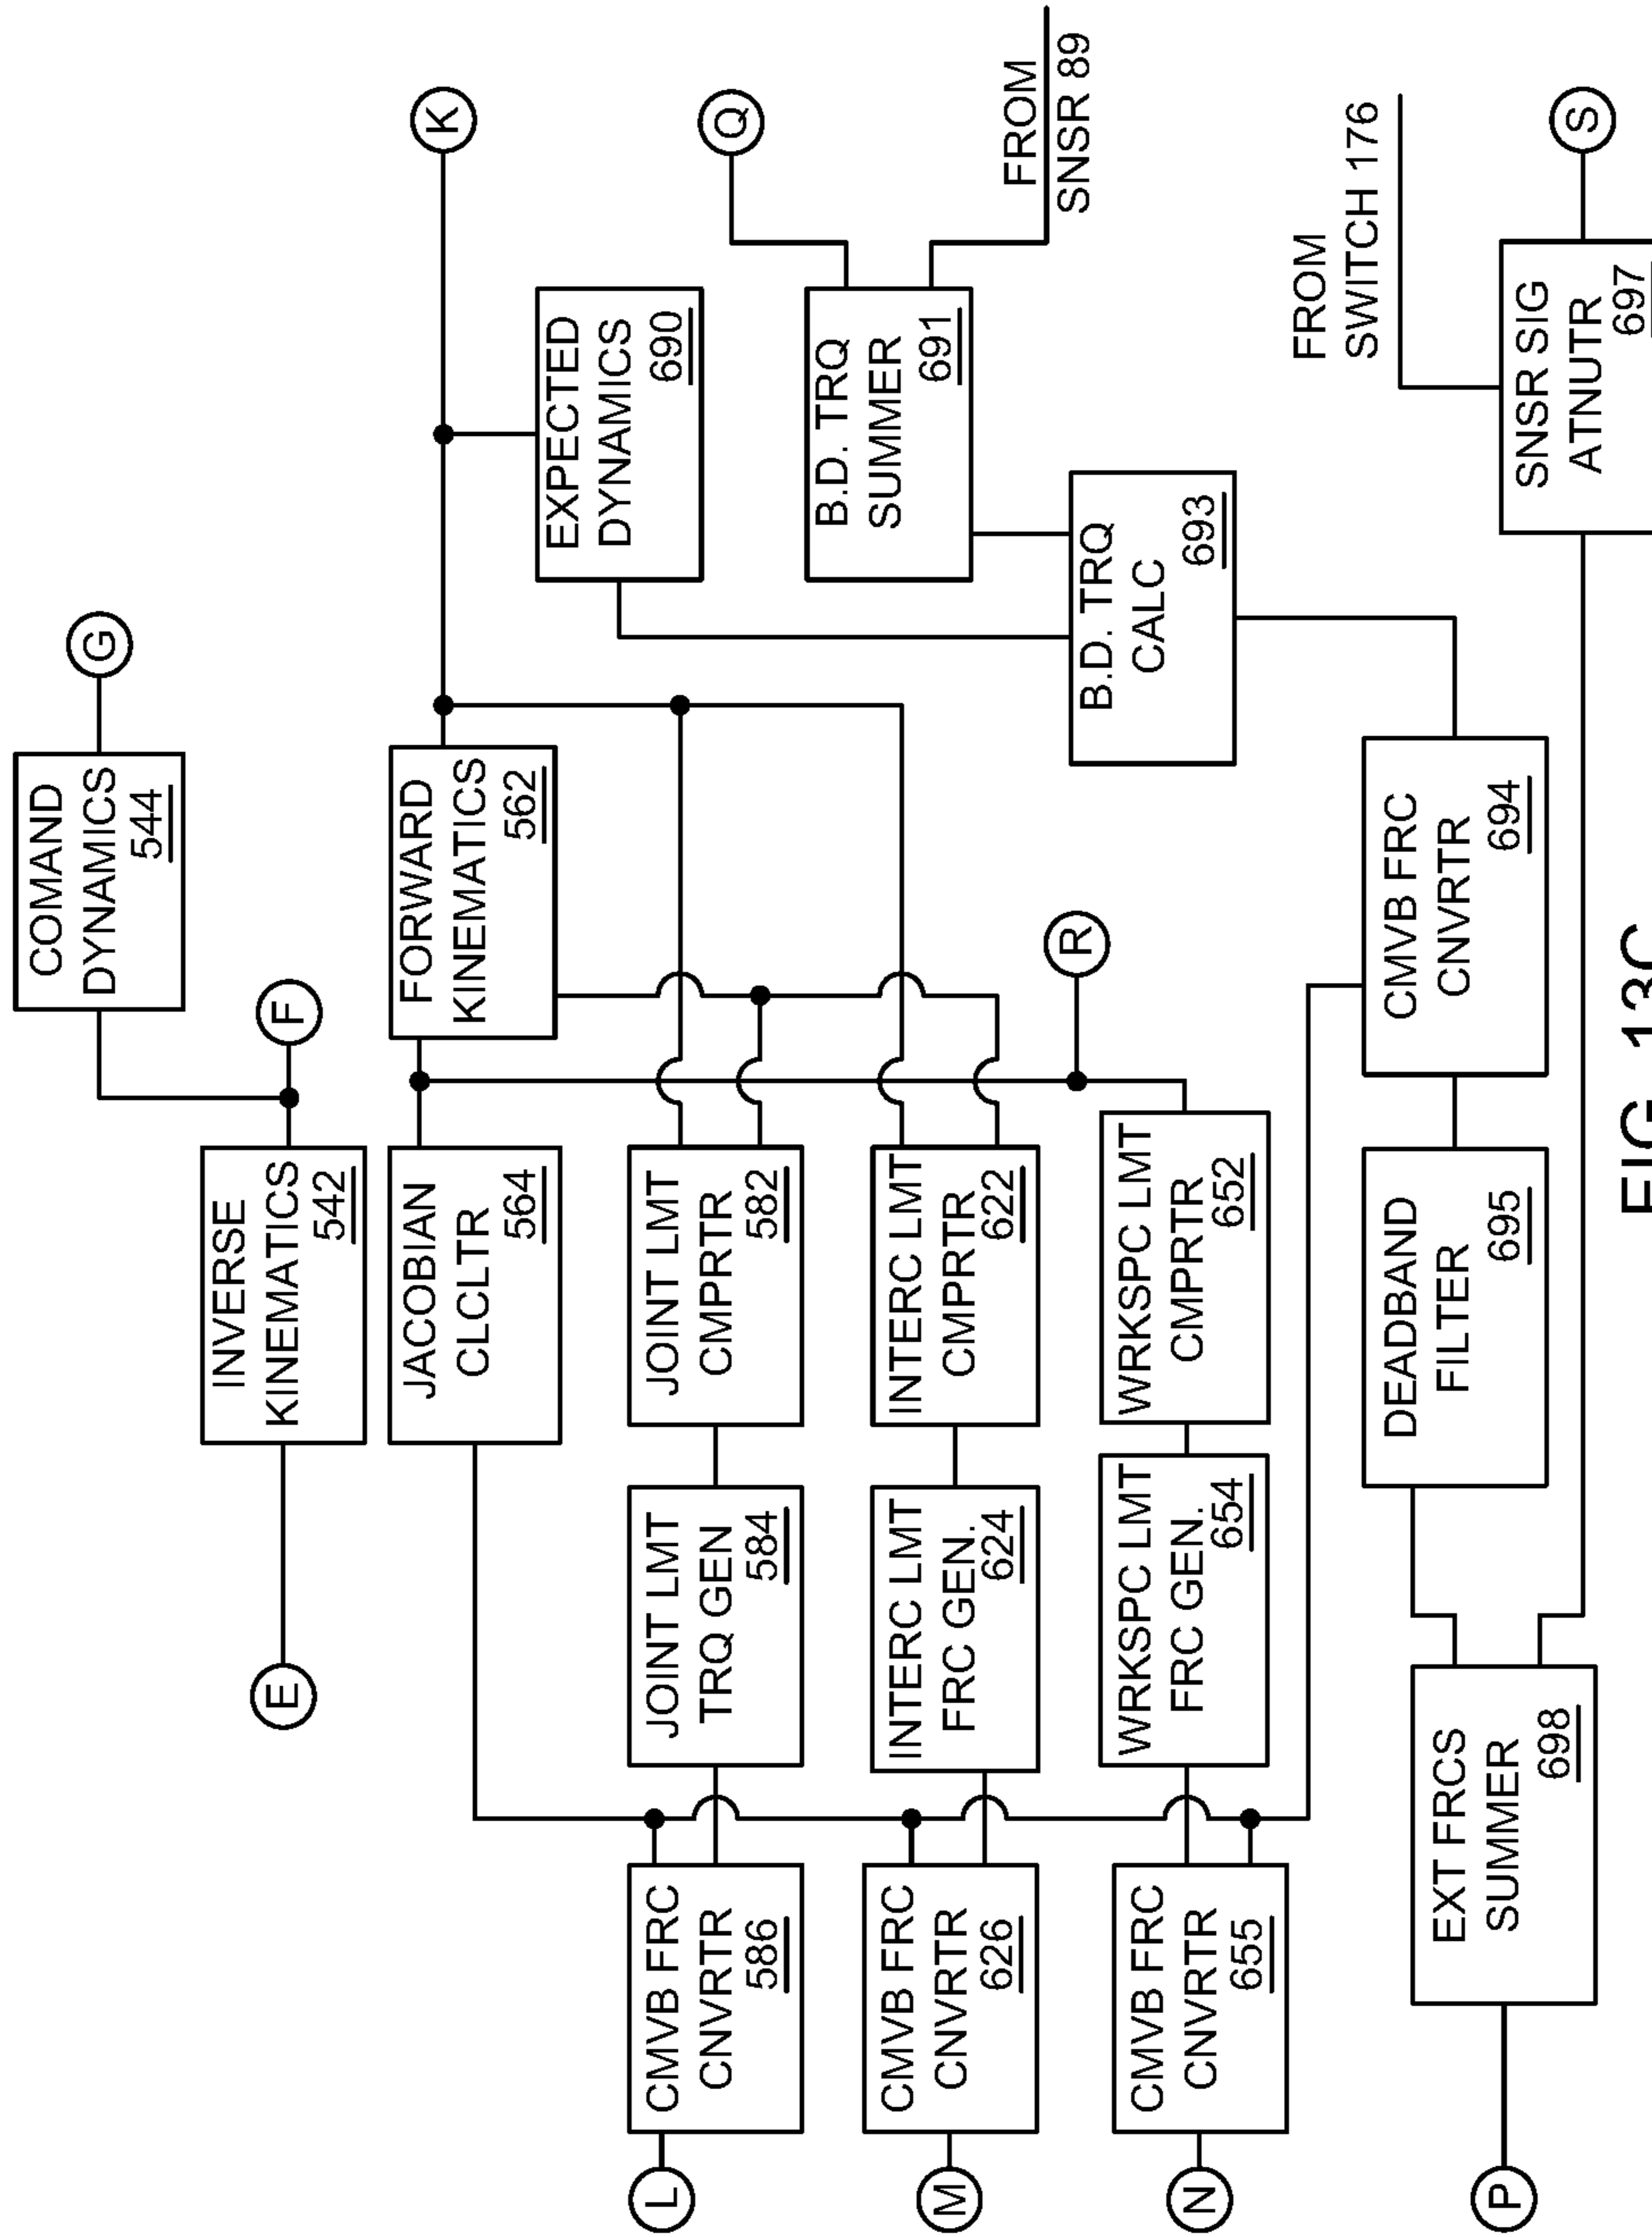 COMAND
DYNAMICS
544
G
INVERSE
KINEMATICS
542
F
E
JACOBIAN
CLCLTR
564
FORWARD
KINEMATICS
562
K
EXPECTED
DYNAMICS
690
L
CMVB FRC
CNVRTR
586
JOINT LMT
TRQ GEN
584
JOINT LMT
CMPRTR
582
Q
B.D. TRQ
SUMMER
691
M
CMVB FRC
CNVRTR
626
INTERC LMT
FRC GEN.
624
INTERC LMT
CMPRTR
622
FROM
SNSR 89
R
B.D. TRQ
CALC
693
N
CMVB FRC
CNVRTR
655
WRKSPC LMT
FRC GEN.
654
WRKSPC LMT
CMPRTR
652
FROM
SWITCH 176
DEADBAND
FILTER
695
CMVB FRC
CNVRTR
694
P
EXT FRCS
SUMMER
698
SNSR SIG
ATNUTR
697
S
FIG. 13C